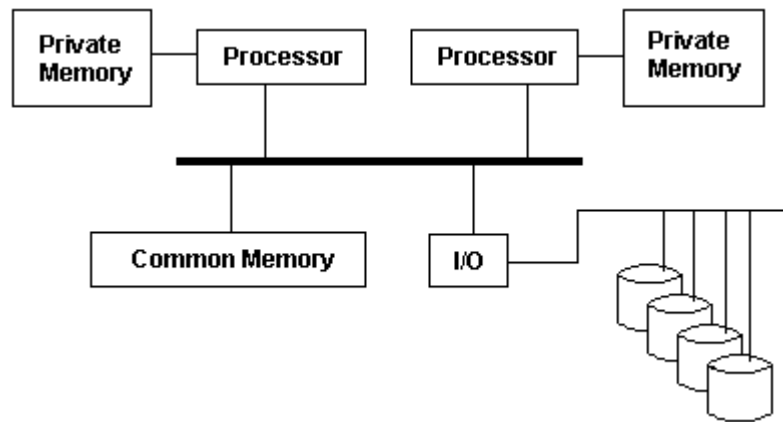 Private
Memory
Processor
Processor
Private
Memory
Common Memory
I/O